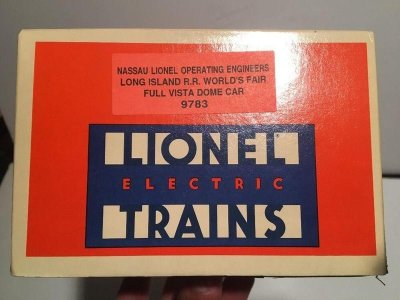 NASSAU LIONEL OPERATING ENGINEERS
LONG ISLAND R.R. WORLD'S FAIR
FULL VISTA DOME CAR
9783
LIONEL
ELECTRIC
TRAINS